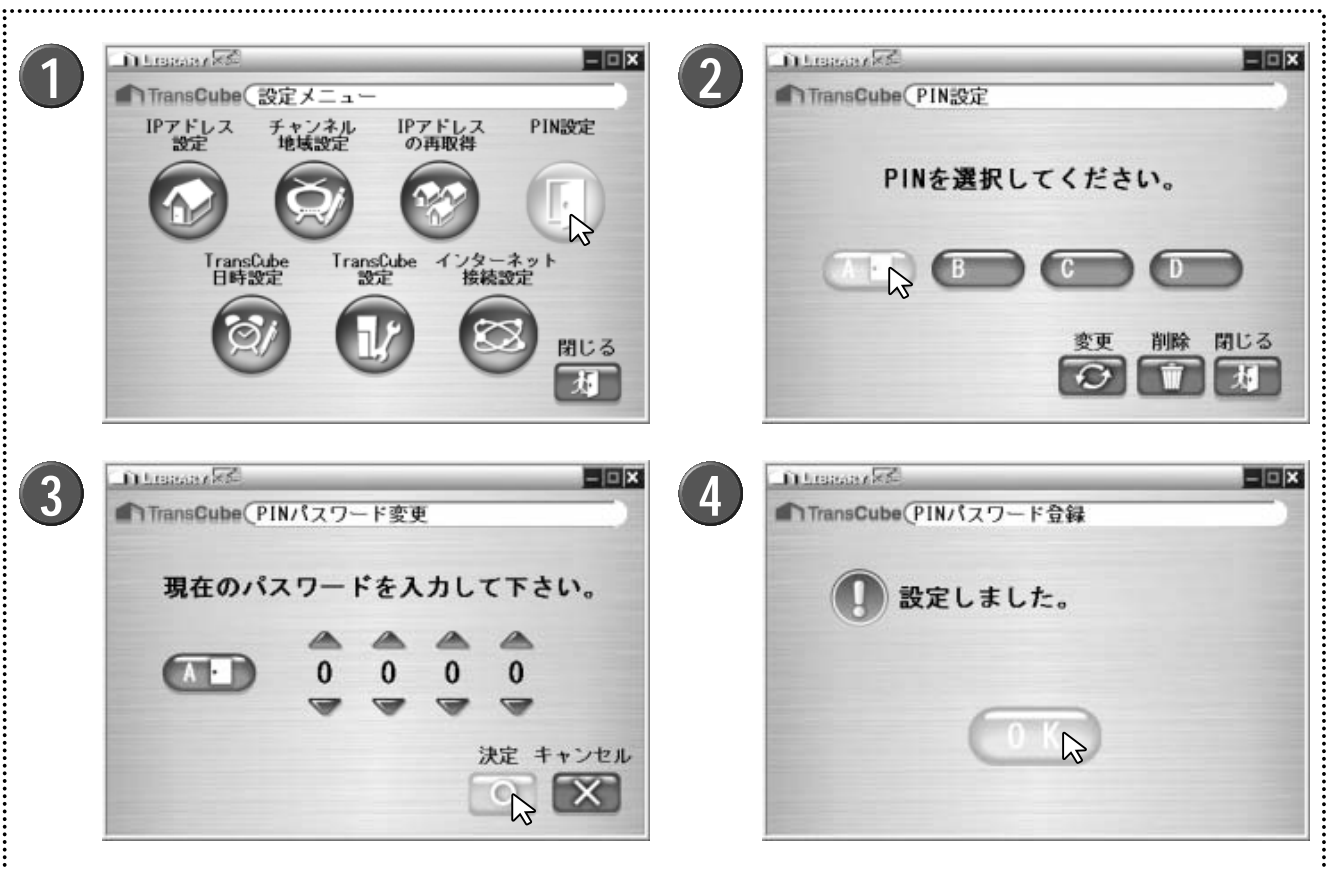 1
LIBRARY
TransCube 設定メニュー
IPアドレス
設定
チャンネル
地域設定
IPアドレス
の再取得
PIN設定
TransCube
日時設定
TransCube
設定
インターネット
接続設定
閉じる
2
LIBRARY
TransCube PIN設定
PINを選択してください。
A B C D
変更 削除 閉じる
3
LIBRARY
TransCube PINパスワード変更
現在のパスワードを入力して下さい。
A 0 0 0 0
決定 キャンセル
4
LIBRARY
TransCube PINパスワード登録
! 設定しました。
OK